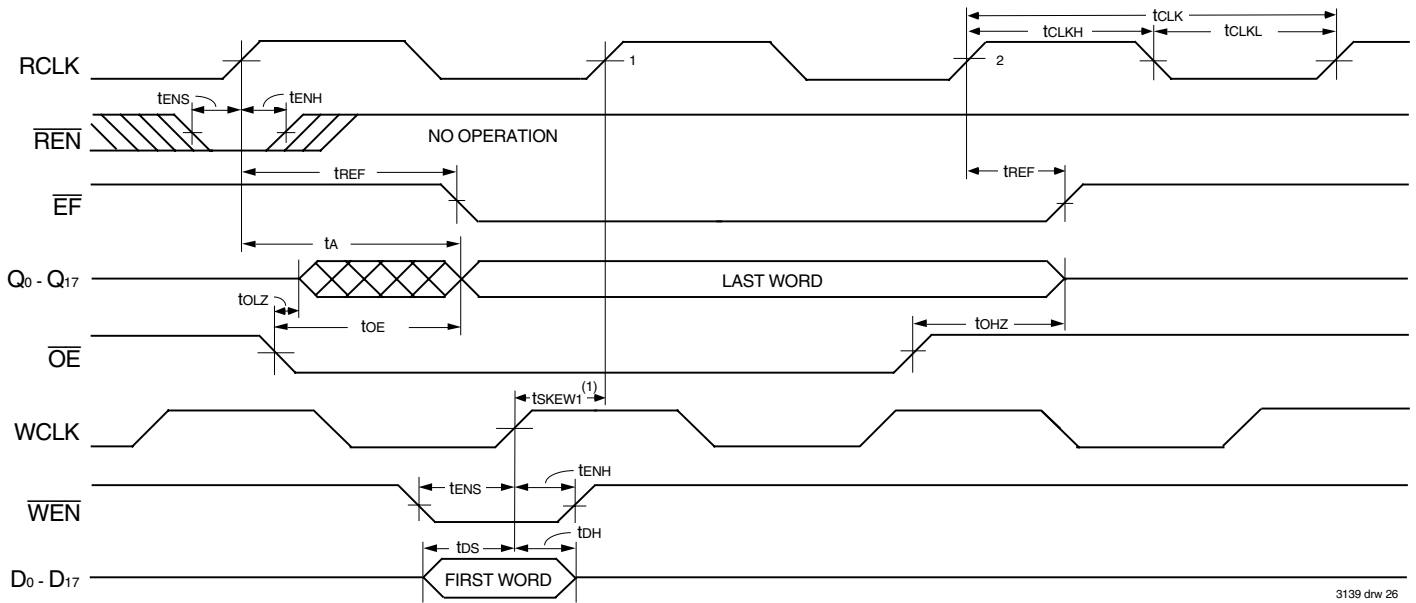 tCLK
tCLKH
tCLKL
RCLK
1
2
tENS
tENH
REN
NO OPERATION
tREF
tREF
EF
tA
Q0 - Q17
LAST WORD
tOLZ
tOE
tOHZ
OE
tSKEW1(1)
WCLK
tENS
tENH
WEN
tDS
tDH
D0 - D17
FIRST WORD
3139 drw 26